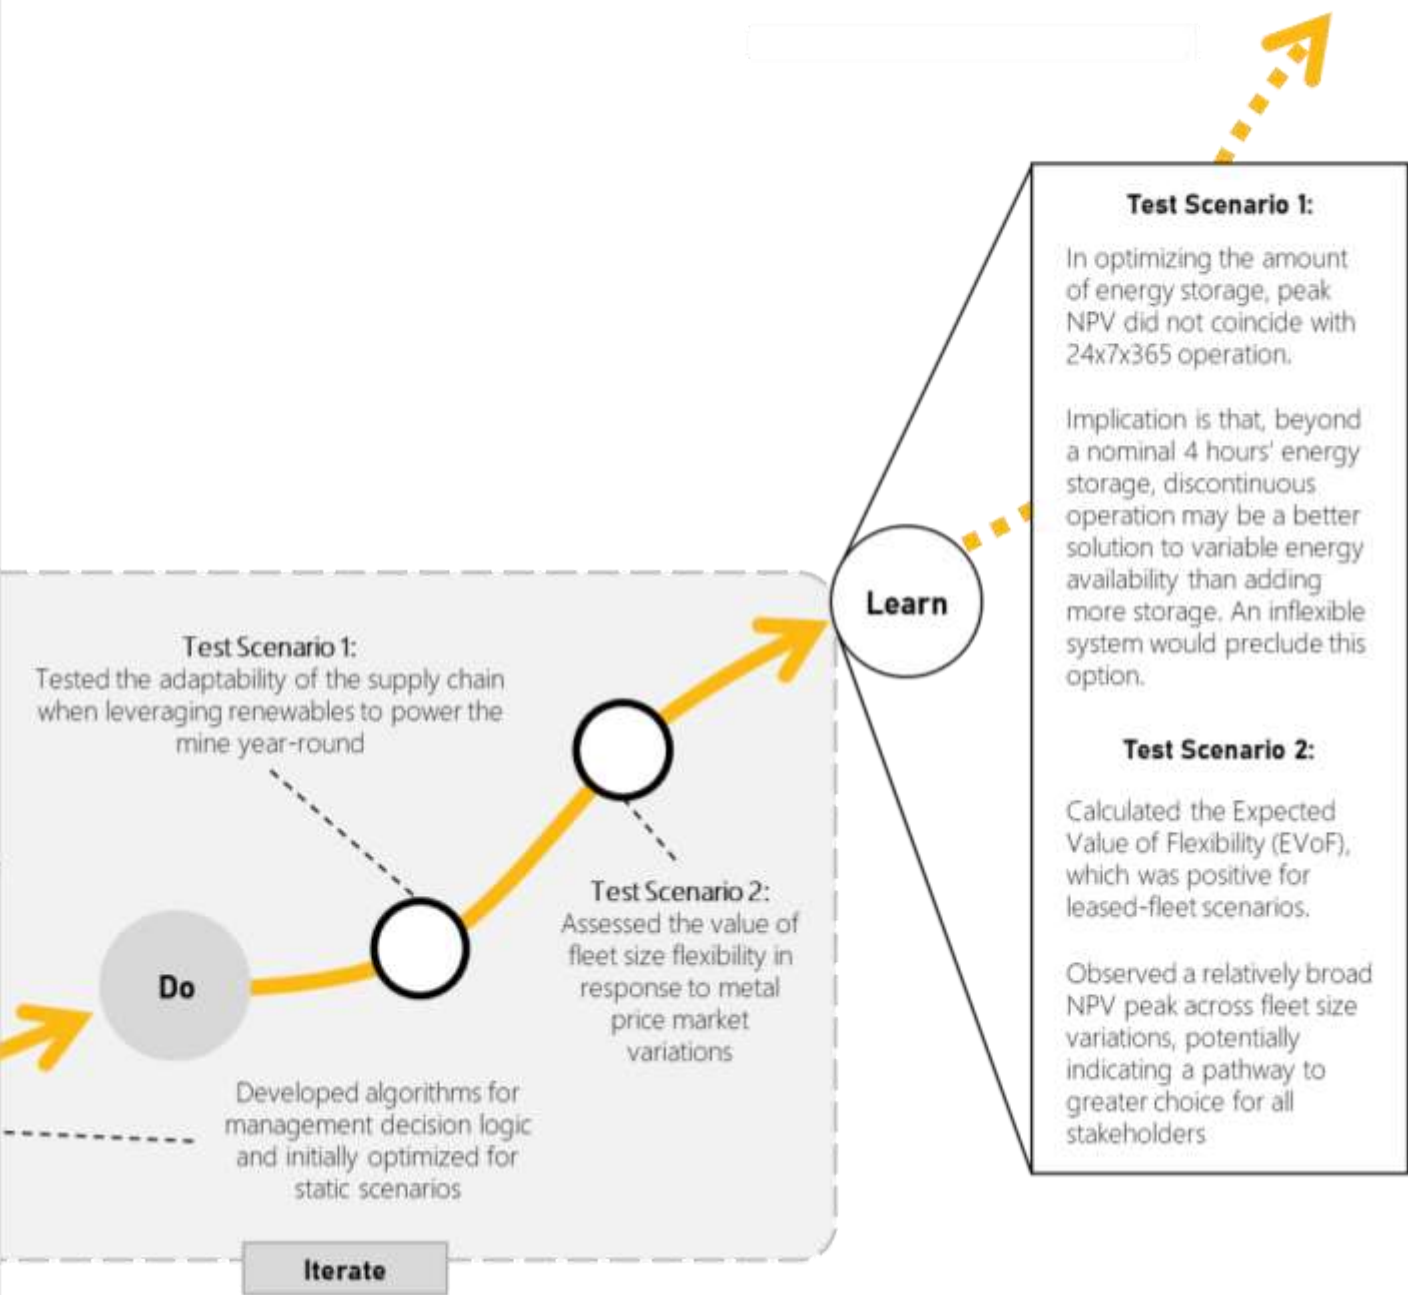 Test Scenario 1:
Tested the adaptability of the supply chain
when leveraging renewables to power the
mine year-round
Do
Test Scenario 2:
Assessed the value of
fleet size flexibility in
response to metal
price market
variations
Developed algorithms for
management decision logic
and initially optimized for
static scenarios
Iterate
Learn
Test Scenario 1:
In optimizing the amount
of energy storage, peak
NPV did not coincide with
24x7x365 operation.
Implication is that, beyond
a nominal 4 hours' energy
storage, discontinuous
operation may be a better
solution to variable energy
availability than adding
more storage. An inflexible
system would preclude this
option.
Test Scenario 2:
Calculated the Expected
Value of Flexibility (EVoF),
which was positive for
leased-fleet scenarios.
Observed a relatively broad
NPV peak across fleet size
variations, potentially
indicating a pathway to
greater choice for all
stakeholders